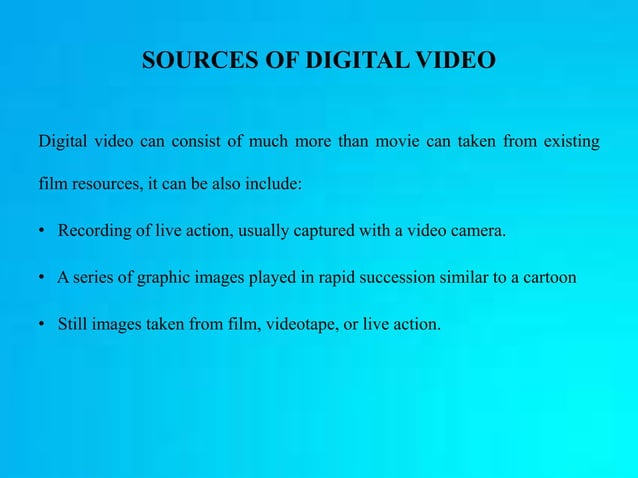 SOURCES OF DIGITAL VIDEO
Digital video can consist of much more than movie can taken from existing
film resources, it can be also include:
• Recording of live action, usually captured with a video camera.
• A series of graphic images played in rapid succession similar to a cartoon
• Still images taken from film, videotape, or live action.